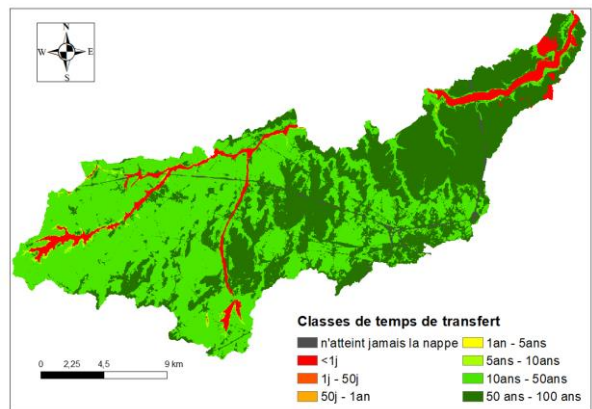 N
W E
S
Classes de temps de transfert
n'atteint jamais la nappe
<1j
1j - 50j
50j - 1an
1an - 5ans
5ans - 10ans
10ans - 50ans
50 ans - 100 ans
0 2,25 4,5 9 km